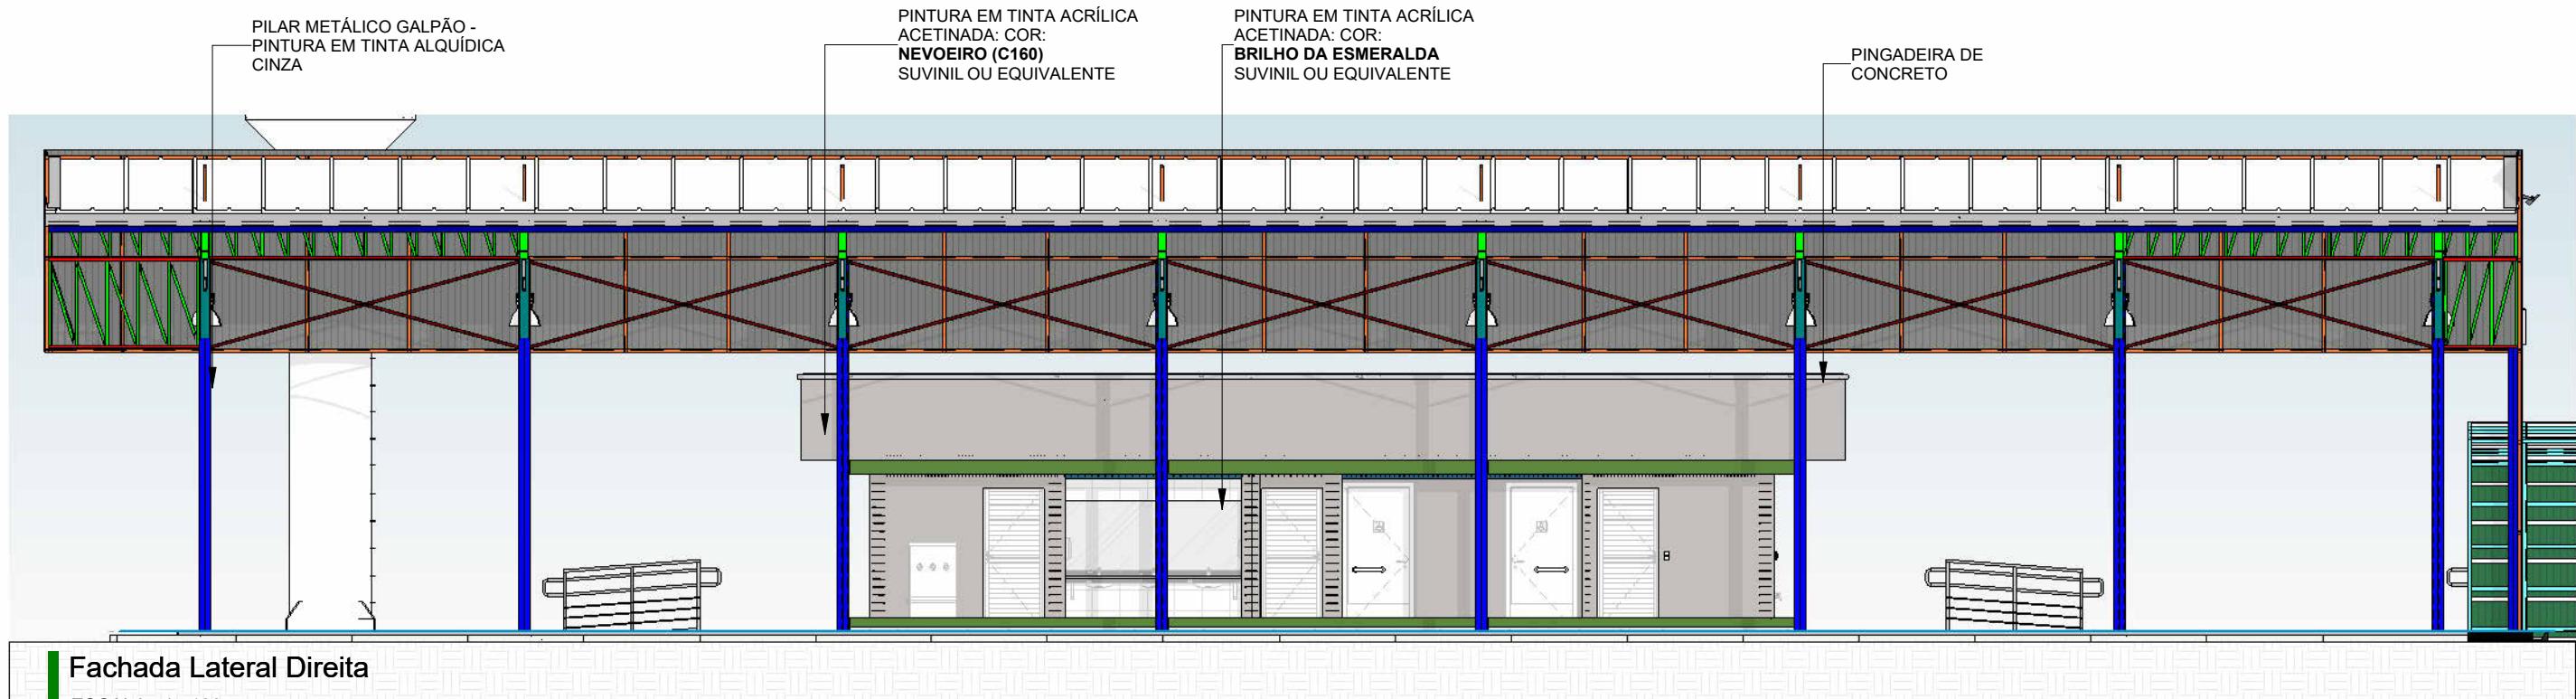 PILAR METÁLICO GALPÃO -
PINTURA EM TINTA ALQUÍDICA
CINZA
PINTURA EM TINTA ACRÍLICA
ACETINADA: COR:
NEVOEIRO (C160)
SUVINIL OU EQUIVALENTE
PINTURA EM TINTA ACRÍLICA
ACETINADA: COR:
BRILHO DA ESMERALDA
SUVINIL OU EQUIVALENTE
PINGADEIRA DE
CONCRETO
Fachada Lateral Direita